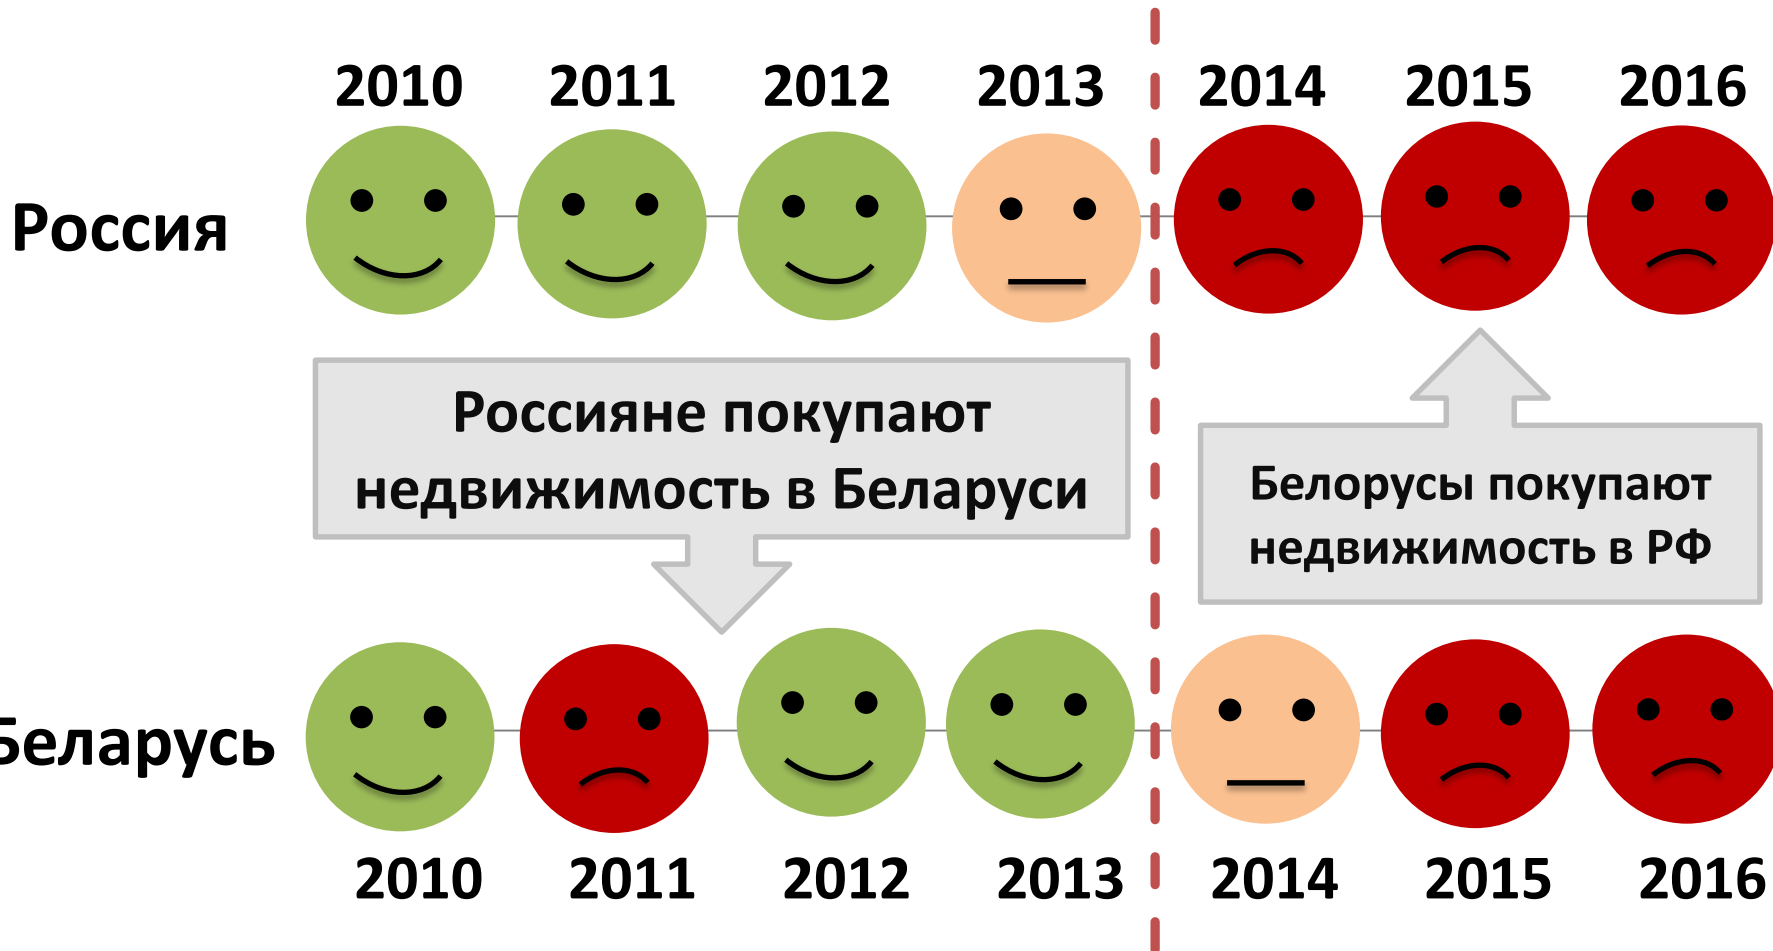 2010 2011 2012 2013 2014 2015 2016
Россия
Россияне покупают
недвижимость в Беларуси
Белорусы покупают
недвижимость в РФ
Беларусь
2010 2011 2012 2013 2014 2015 2016